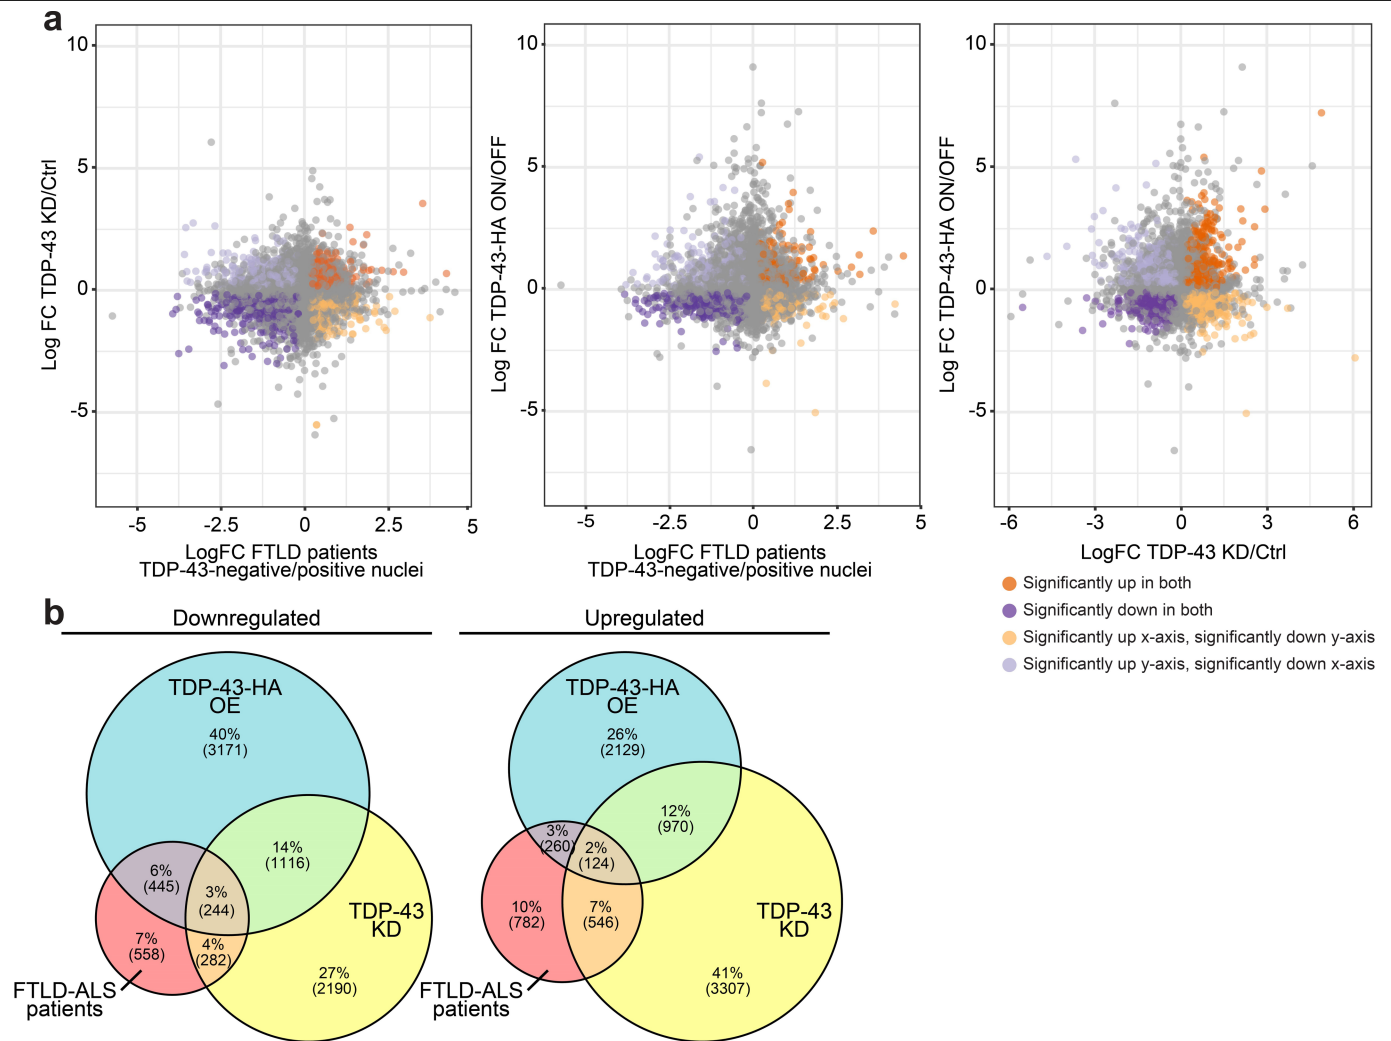 a
10
5
0
-5
Log FC TDP-43 KD/Ctrl
-5
-2.5
0
2.5
5
LogFC FTLD patients
TDP-43-negative/positive nuclei
10
5
0
-5
Log FC TDP-43-HA ON/OFF
-5
-2.5
0
2.5
5
LogFC FTLD patients
TDP-43-negative/positive nuclei
10
5
0
-5
Log FC TDP-43-HA ON/OFF
-6
-3
0
3
6
LogFC TDP-43 KD/Ctrl
Significantly up in both
Significantly down in both
Significantly up x-axis, significantly down y-axis
Significantly up y-axis, significantly down x-axis
b
Downregulated
TDP-43-HA
OE
40%
(3171)
14%
(1116)
6%
(445)
3%
(244)
7%
(558)
4%
(282)
TDP-43
KD
27%
(2190)
FTLD-ALS
patients
Upregulated
TDP-43-HA
OE
26%
(2129)
12%
(970)
3%
(260)
2%
(124)
10%
(782)
7%
(546)
TDP-43
KD
41%
(3307)
FTLD-ALS
patients